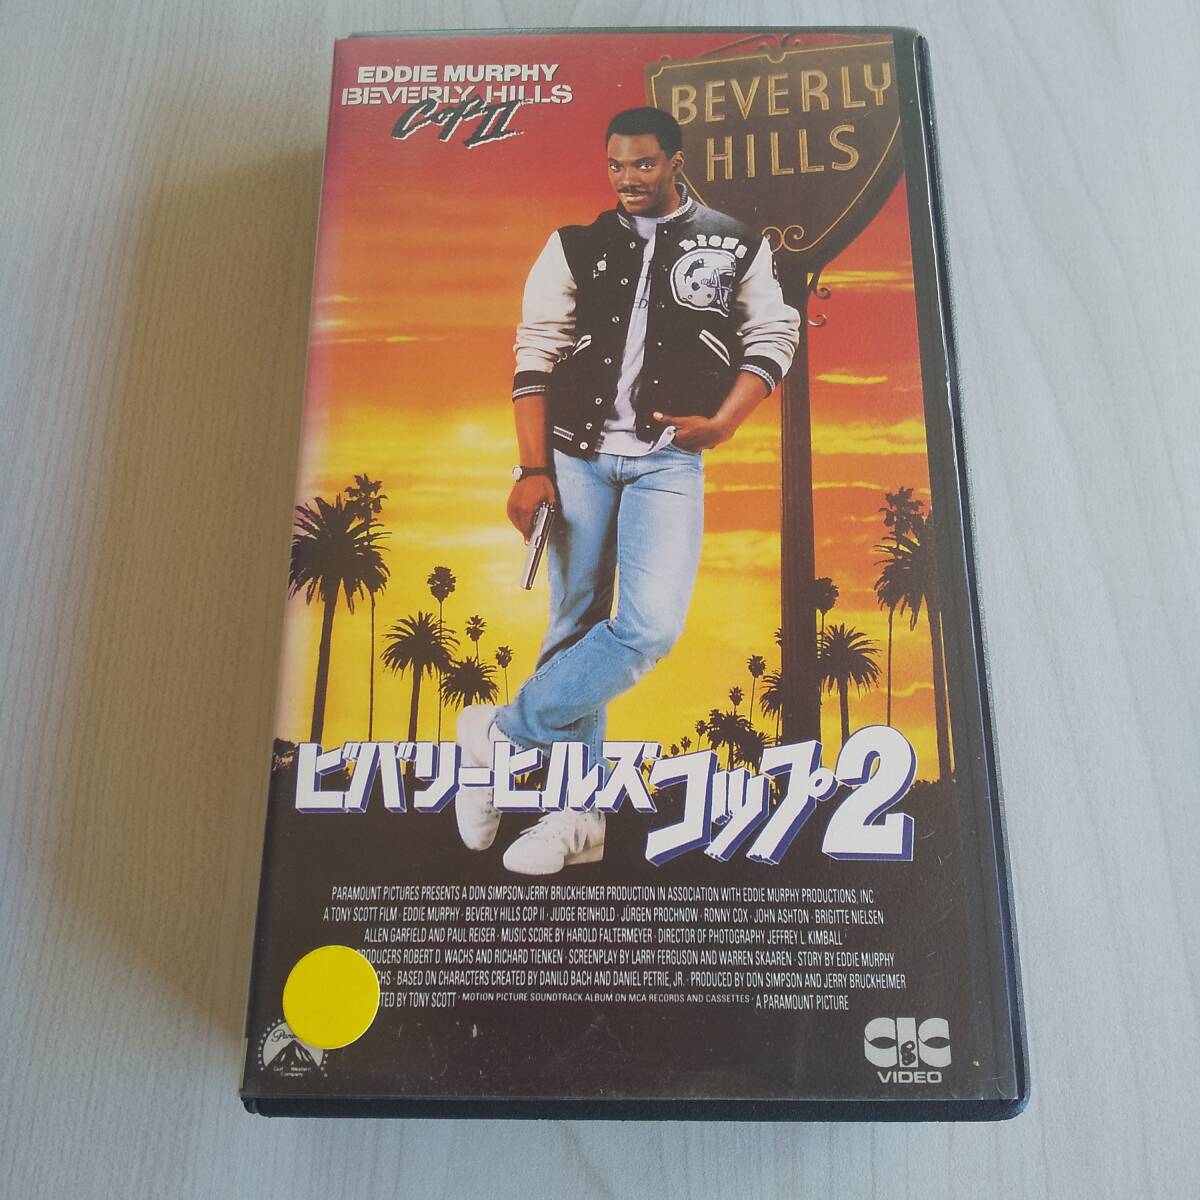 EDDIE MURPHY
BEVERLY HILLS
Cop II
BEVERLY
HILLS
ビバリーヒルズ
コップ2
PARAMOUNT PICTURES PRESENTS A DON SIMPSON/JERRY BRUCKHEIMER PRODUCTION IN ASSOCIATION WITH EDDIE MURPHY PRODUCTIONS, INC.
A TONY SCOTT FILM · EDDIE MURPHY · BEVERLY HILLS COP II · JUDGE REINHOLD · JÜRGEN PROCHNOW · RONNY COX · JOHN ASHTON · BRIGITTE NIELSEN
ALLEN GARFIELD AND PAUL REISER · MUSIC SCORE BY HAROLD FALTERMEYER · DIRECTOR OF PHOTOGRAPHY JEFFREY L. KIMBALL
PRODUCERS ROBERT D. WACHS AND RICHARD TIENKEN · SCREENPLAY BY LARRY FERGUSON AND WARREN SKAAREN · STORY BY EDDIE MURPHY
· BASED ON CHARACTERS CREATED BY DANILO BACH AND DANIEL PETRIE, JR. · PRODUCED BY DON SIMPSON AND JERRY BRUCKHEIMER
BY TONY SCOTT · MOTION PICTURE SOUNDTRACK ALBUM ON MCA RECORDS AND CASSETTES · A PARAMOUNT PICTURE
Gulf+Western
Company
CIC
VIDEO